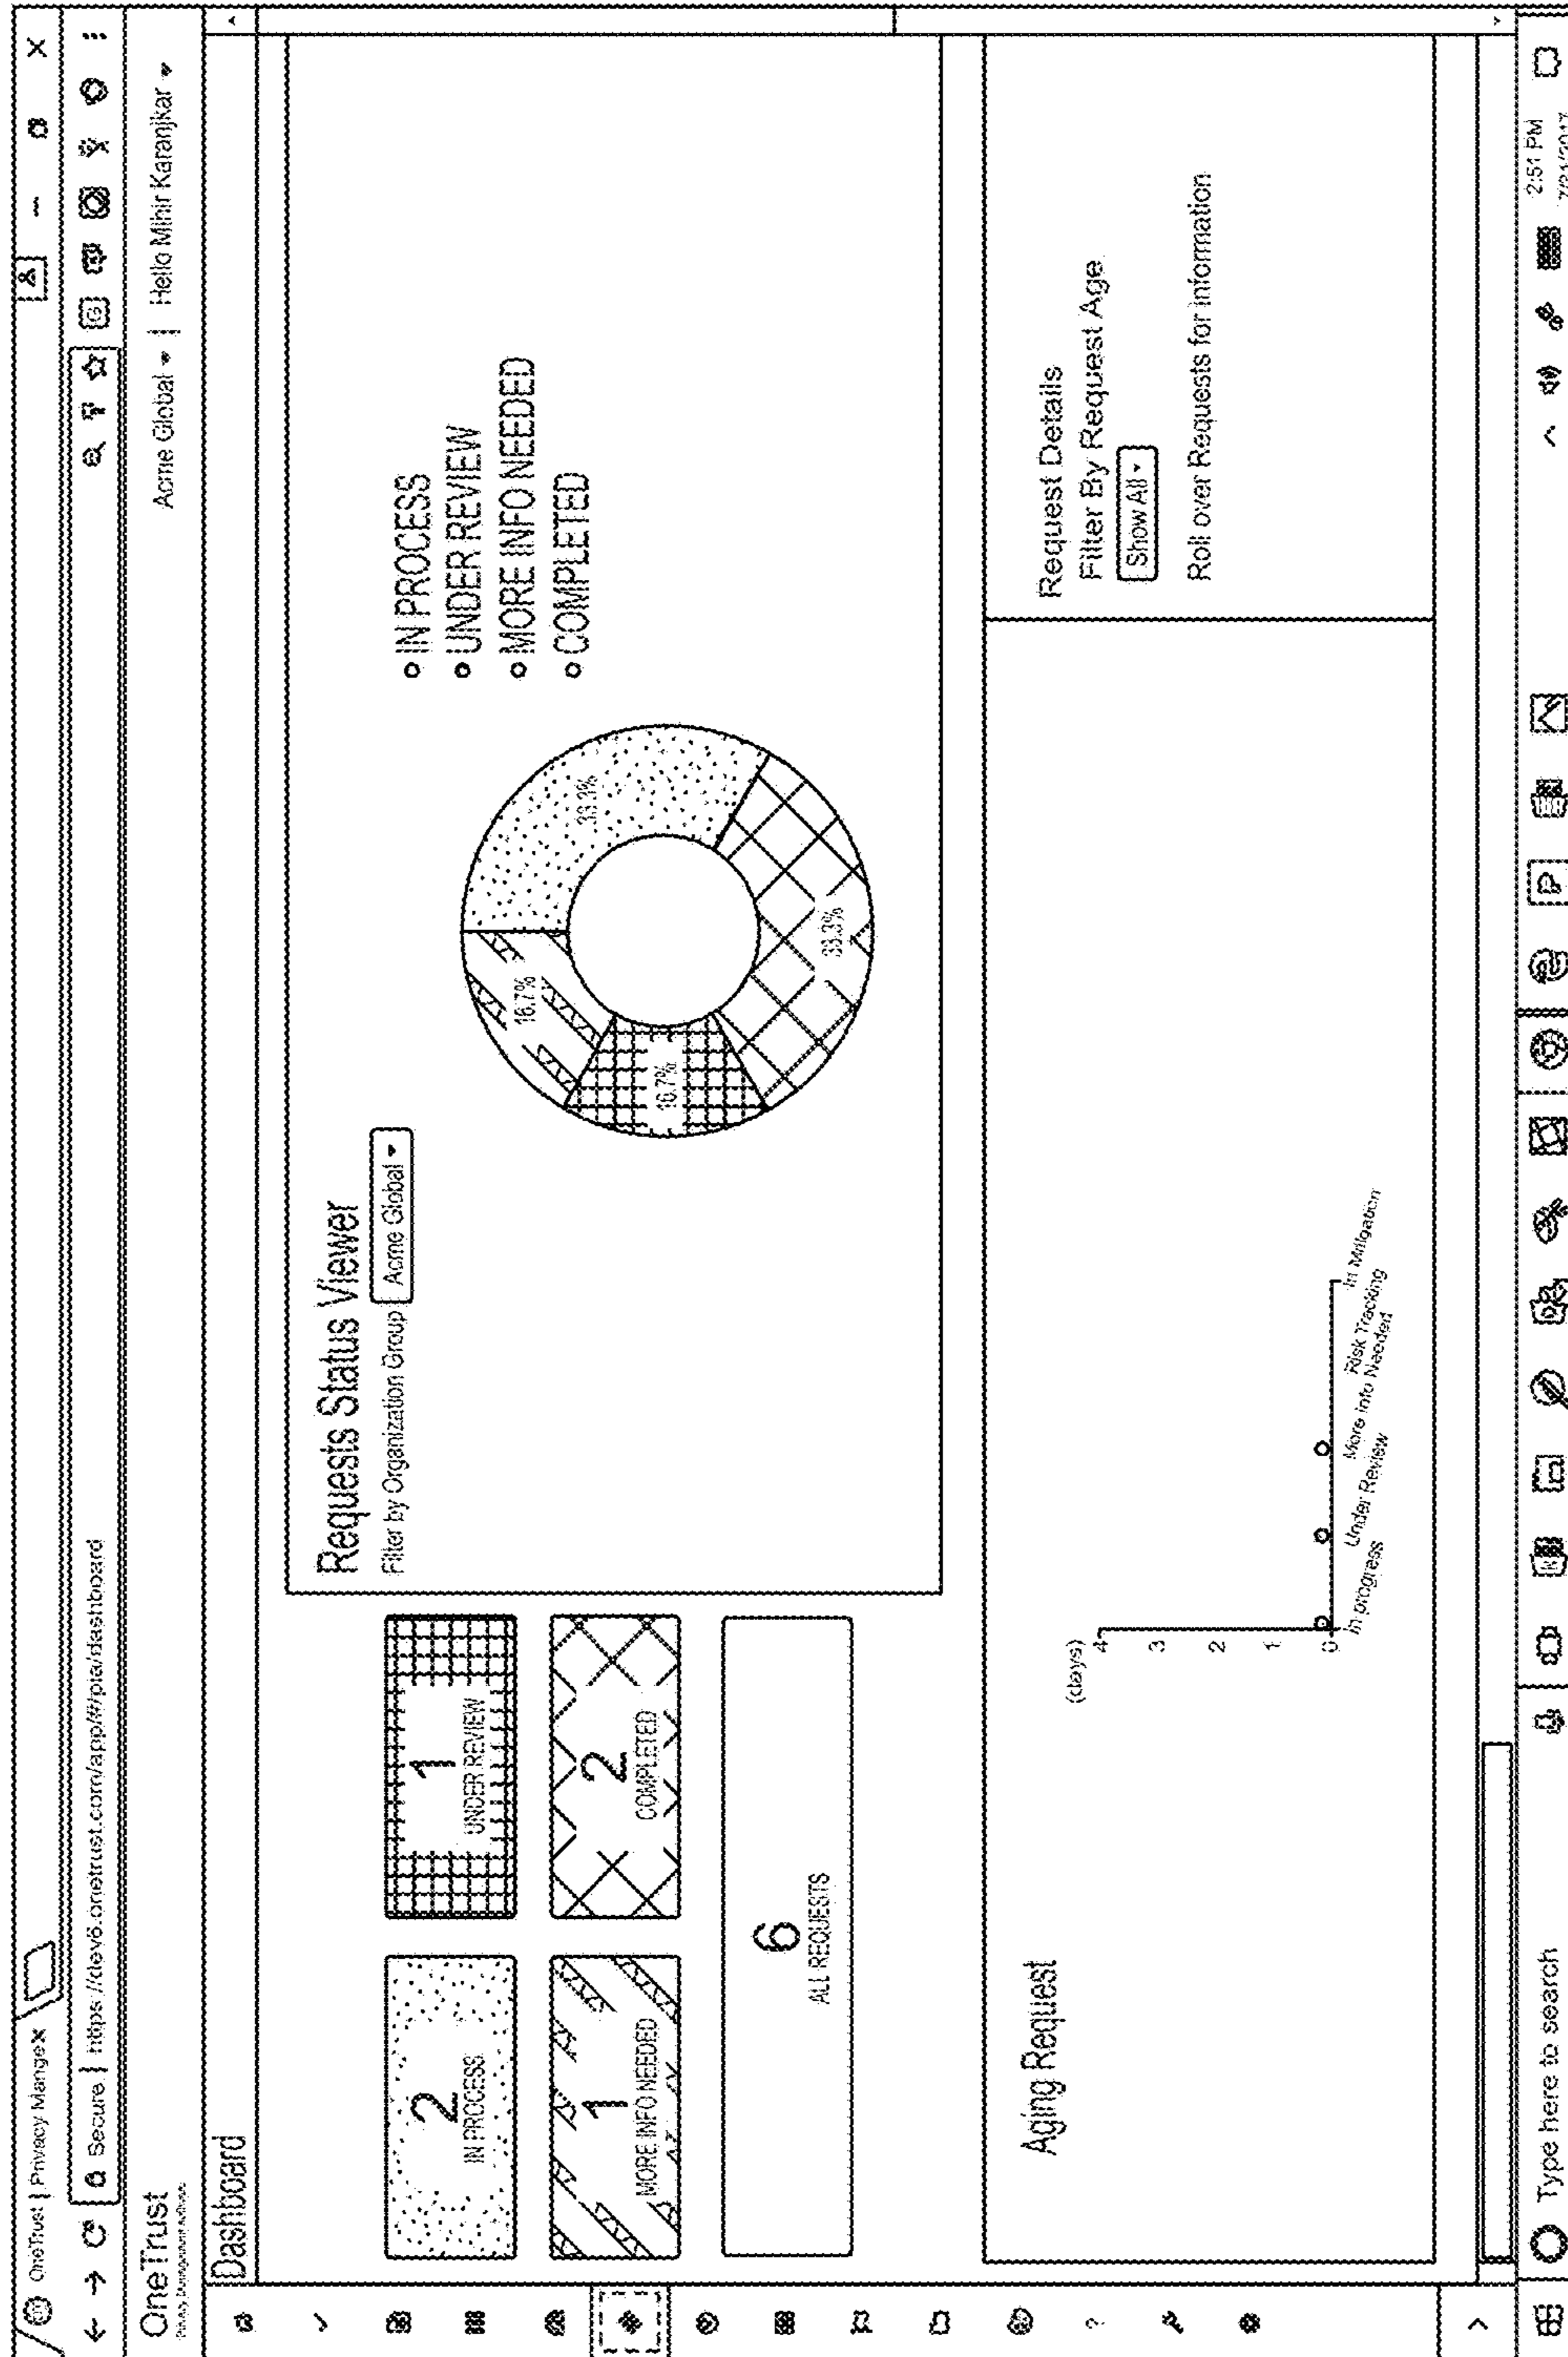 OneTrust | Privacy Mange x
Secure | https://dev6.onetrust.com/app/#/pia/dashboard
OneTrust
Acme Global | Hello Mihir Karanjkar
Dashboard
2
IN PROCESS
1
UNDER REVIEW
1
MORE INFO NEEDED
2
COMPLETED
6
ALL REQUESTS
Requests Status Viewer
Filter by Organization Group Acme Global
33.3%
33.3%
16.7%
16.7%
IN PROCESS
UNDER REVIEW
MORE INFO NEEDED
COMPLETED
Aging Request
(days)
4
3
2
1
0
In progress
Under Review
More info Needed
Risk Tracking
In Mitigation
Request Details
Filter By Request Age
Show All
Roll over Requests for information
Type here to search
2:51 PM